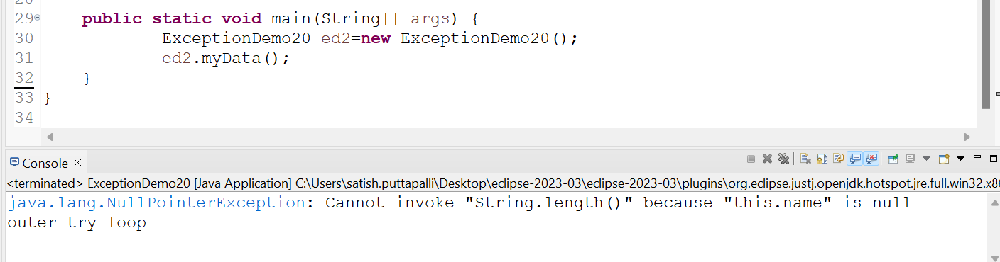 29 public static void main(String[] args) {
30 ExceptionDemo20 ed2=new ExceptionDemo20();
31 ed2.myData();
32 }
33 }
34
Console
<terminated> ExceptionDemo20 [Java Application] C:\Users\satish.puttapalli\Desktop\eclipse-2023-03\eclipse-2023-03\plugins\org.eclipse.justj.openjdk.hotspot.jre.full.win32.x86
java.lang.NullPointerException: Cannot invoke "String.length()" because "this.name" is null
outer try loop